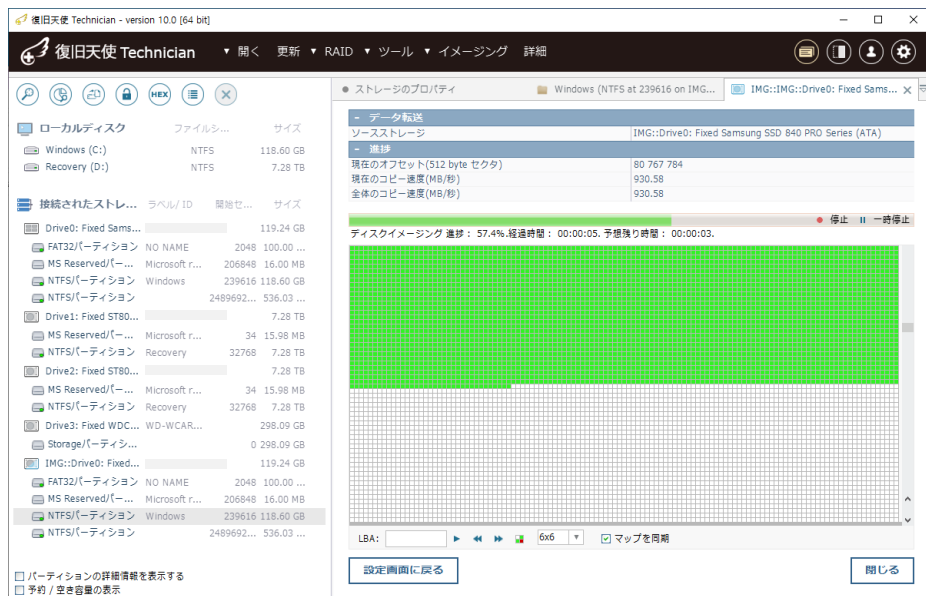 復旧天使 Technician - version 10.0 [64 bit]
復旧天使 Technician ▼ 開く 更新 ▼ RAID ▼ ツール ▼ イメージング 詳細
HEX
ローカルディスク ファイルシ... サイズ
Windows (C:) NTFS 118.60 GB
Recovery (D:) NTFS 7.28 TB
接続されたストレ... ラベル/ ID 開始セ... サイズ
Drive0: Fixed Sams... 119.24 GB
FAT32パーティション NO NAME 2048 100.00 ...
MS Reservedパー... Microsoft r... 206848 16.00 MB
NTFSパーティション Windows 239616 118.60 GB
NTFSパーティション 2489692... 536.03 ...
Drive1: Fixed ST80... 7.28 TB
MS Reservedパー... Microsoft r... 34 15.98 MB
NTFSパーティション Recovery 32768 7.28 TB
Drive2: Fixed ST80... 7.28 TB
MS Reservedパー... Microsoft r... 34 15.98 MB
NTFSパーティション Recovery 32768 7.28 TB
Drive3: Fixed WDC... WD-WCAR... 298.09 GB
Storageパーティシ... 0 298.09 GB
IMG::Drive0: Fixed... 119.24 GB
FAT32パーティション NO NAME 2048 100.00 ...
MS Reservedパー... Microsoft r... 206848 16.00 MB
NTFSパーティション Windows 239616 118.60 GB
NTFSパーティション 2489692... 536.03 ...
パーティションの詳細情報を表示する
予約 / 空き容量の表示
ストレージのプロパティ Windows (NTFS at 239616 on IMG... IMG::IMG::Drive0: Fixed Sams...
− データ転送
ソースストレージ IMG::Drive0: Fixed Samsung SSD 840 PRO Series (ATA)
− 進捗
現在のオフセット(512 byte セクタ) 80 767 784
現在のコピー速度(MB/秒) 930.58
全体のコピー速度(MB/秒) 930.58
停止 一時停止
ディスクイメージング 進捗： 57.4%.経過時間： 00:00:05. 予想残り時間： 00:00:03.
LBA: 6x6 マップを同期
設定画面に戻る 閉じる